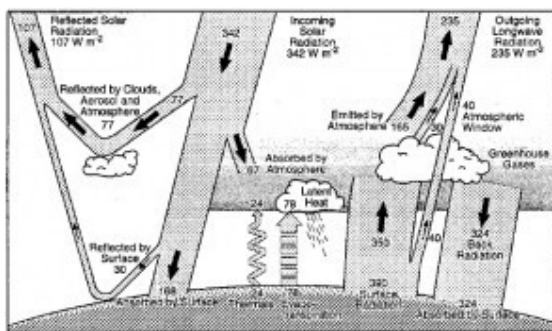 Reflected Solar
Radiation
107 W m-2
107
342
Incoming
Solar
Radiation
342 W m-2
235
Outgoing
Longwave
Radiation
235 W m-2
Reflected by Clouds,
Aerosol and
Atmosphere
77
77
Emitted by
Atmosphere
165
30
40
Atmospheric
Window
Greenhouse
Gases
Absorbed by
Atmosphere
67
Latent
Heat
24
78
350
40
324
Back
Radiation
Reflected by
Surface
30
168
Absorbed by Surface
24
Thermals
78
390
Surface
Radiation
324
Absorbed by Surface